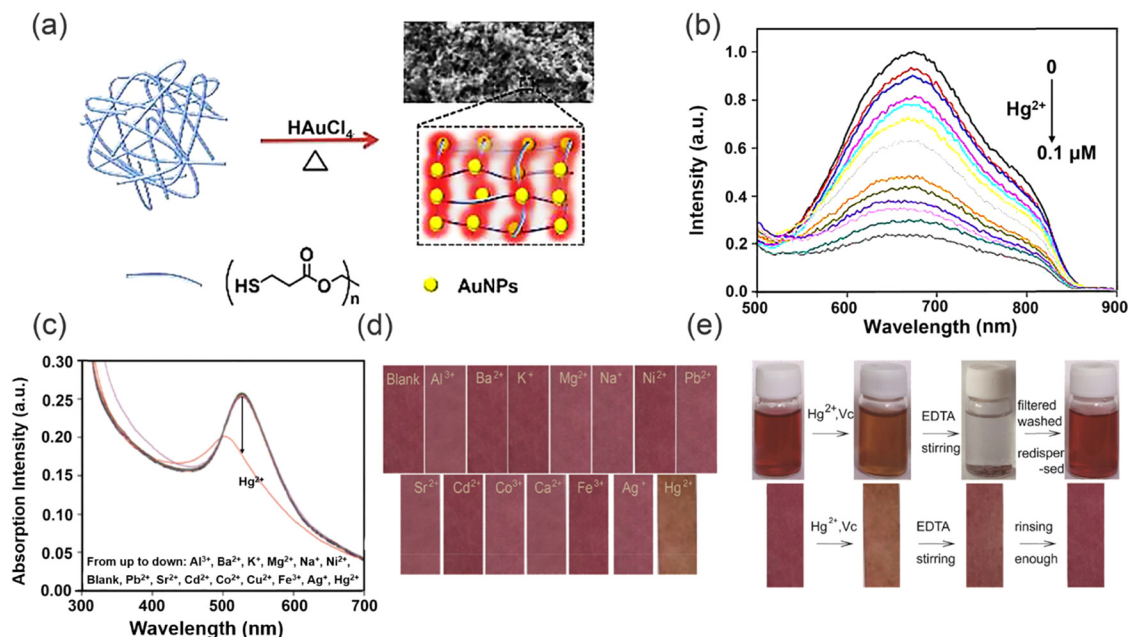 (a)
HAuCl₄
△
HS
O
O
n
AuNPs
(b)
Intensity (a.u.)
1.0
0.8
0.6
0.4
0.2
0.0
0
Hg²⁺
0.1 µM
500
600
700
800
900
Wavelength (nm)
(c)
Absorption Intensity (a.u.)
0.30
0.25
0.20
0.15
0.10
0.05
0.00
Hg²⁺
From up to down: Al³⁺, Ba²⁺, K⁺, Mg²⁺, Na⁺, Ni²⁺,
Blank, Pb²⁺, Sr²⁺, Cd²⁺, Co²⁺, Cu²⁺, Fe³⁺, Ag⁺, Hg²⁺
300
400
500
600
700
Wavelength (nm)
(d)
Blank Al³⁺ Ba²⁺ K⁺ Mg²⁺ Na⁺ Ni²⁺ Pb²⁺
Sr²⁺ Cd²⁺ Co³⁺ Ca²⁺ Fe³⁺ Ag⁺ Hg²⁺
(e)
Hg²⁺,Vc
EDTA
stirring
filtered
washed
redisper
-sed
Hg²⁺,Vc
EDTA
stirring
rinsing
enough